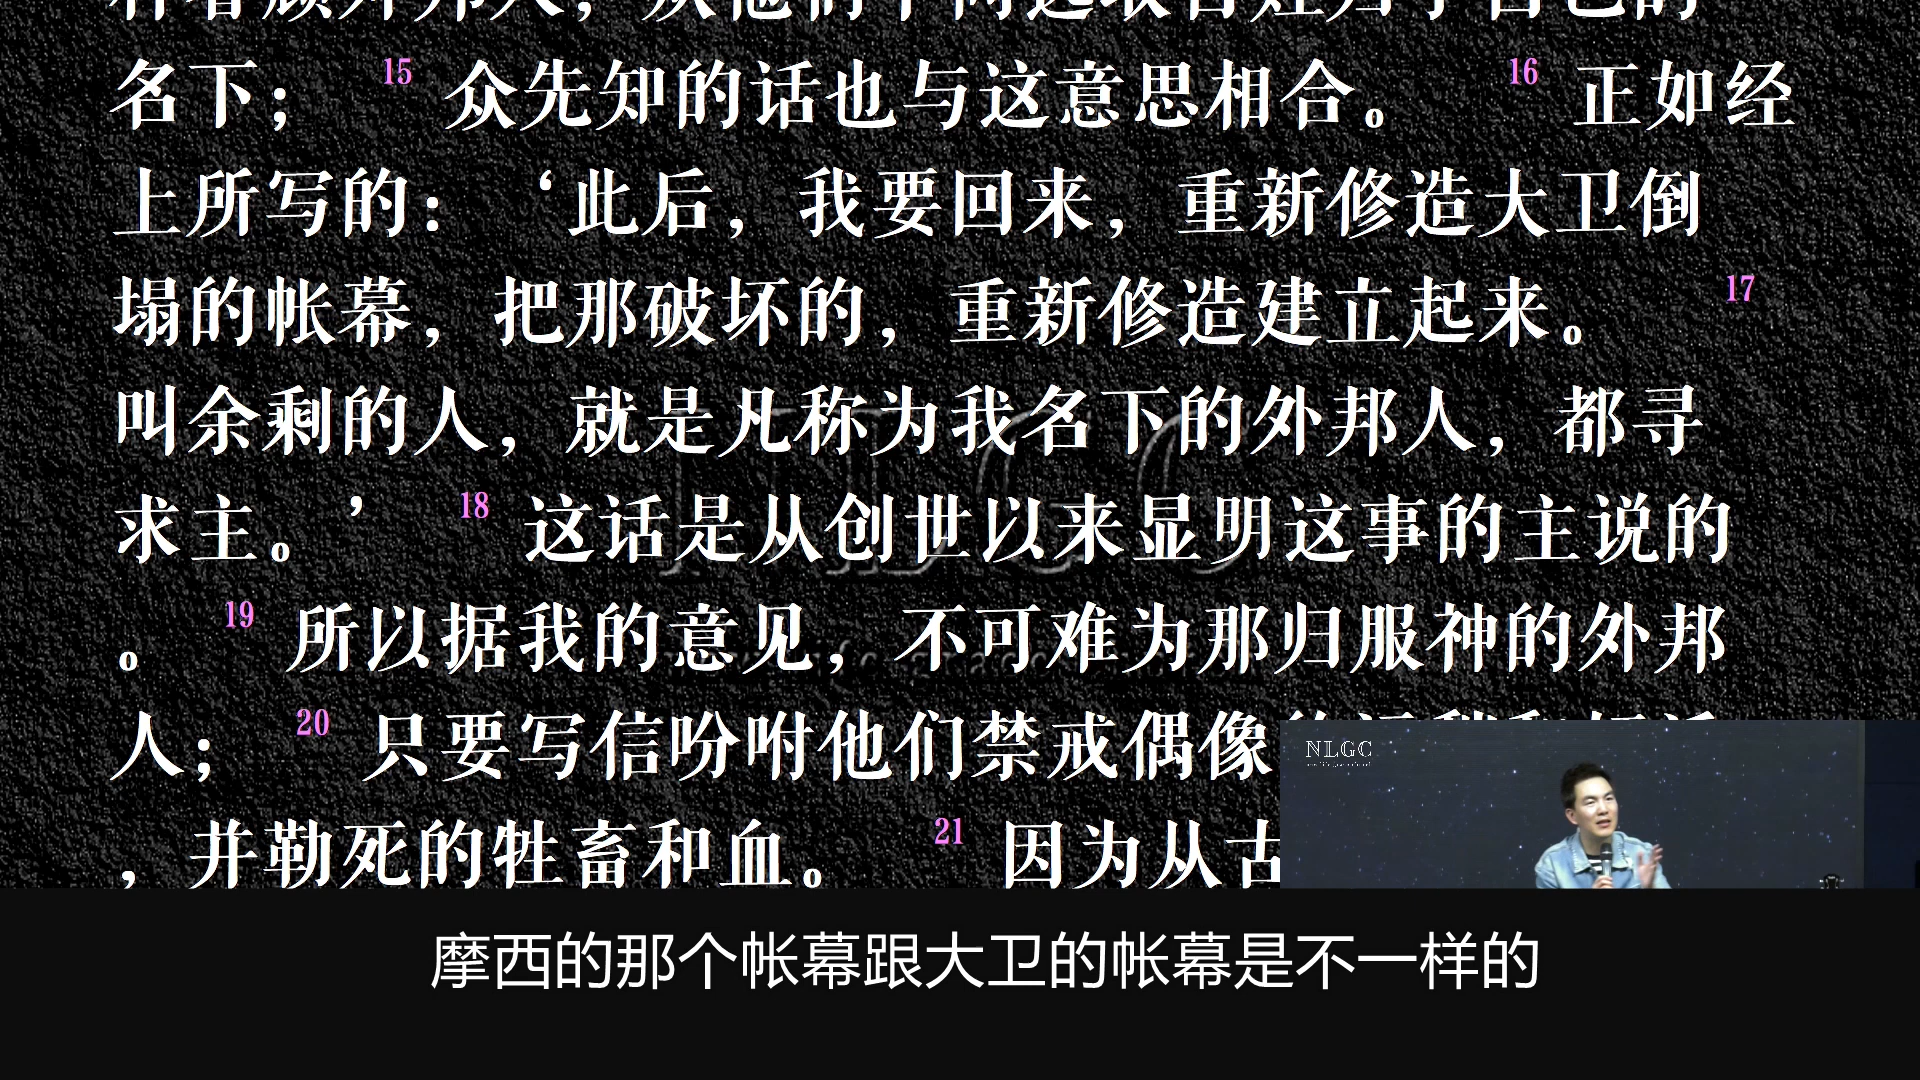 名下； 15 众先知的话也与这意思相合。 16 正如经
上所写的：‘此后，我要回来，重新修造大卫倒
塌的帐幕，把那破坏的，重新修造建立起来。 17
叫余剩的人，就是凡称为我名下的外邦人，都寻
求主。’ 18 这话是从创世以来显明这事的主说的
。 19 所以据我的意见，不可难为那归服神的外邦
人； 20 只要写信吩咐他们禁戒偶像
，并勒死的牲畜和血。 21 因为从古
NLGC
摩西的那个帐幕跟大卫的帐幕是不一样的